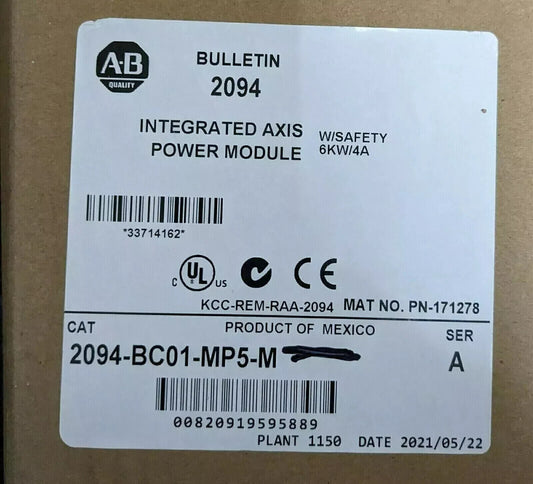 A-B
QUALITY
BULLETIN
2094
INTEGRATED AXIS W/SAFETY
POWER MODULE 6KW/4A
*33714162*
C UL US CE
KCC-REM-RAA-2094 MAT NO. PN-171278
CAT PRODUCT OF MEXICO SER
2094-BC01-MP5-M A
00820919595889
PLANT 1150 DATE 2021/05/22